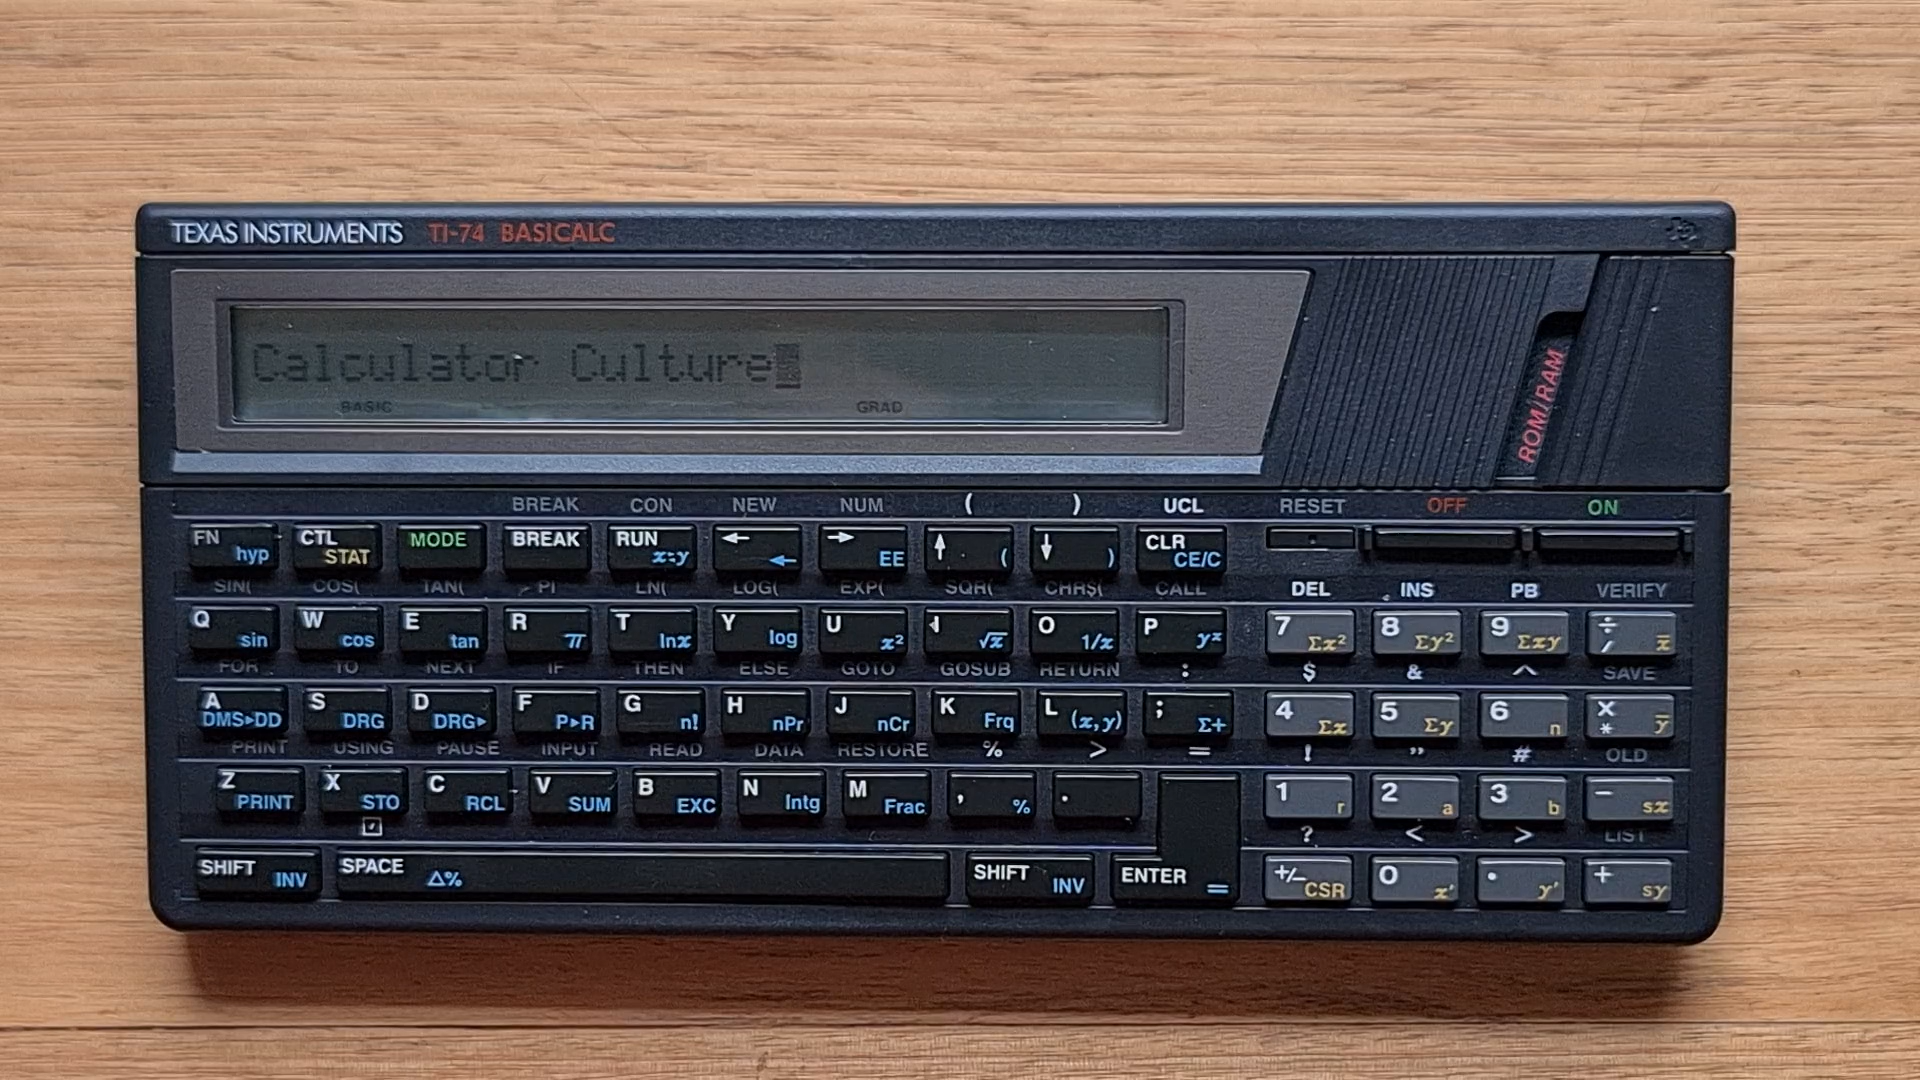 TEXAS INSTRUMENTS TI-74 BASICALC
Calculator Culture
BASIC GRAD
ROM/RAM
BREAK CON NEW NUM ( ) UCL RESET OFF ON
FN hyp CTL STAT MODE BREAK RUN x:y ← ← → EE ↑ ( ↓ ) CLR CE/C
SIN( COS( TAN( PI LN( LOG( EXP( SQR( CHR$( CALL DEL INS PB VERIFY
Q sin W cos E tan R π T lnx Y log U x² I √x O 1/x P yˣ 7 Σx² 8 Σy² 9 Σxy ÷ / x̄
FOR TO NEXT IF THEN ELSE GOTO GOSUB RETURN : $ & ^ SAVE
A DMS▸DD S DRG D DRG▸ F P▸R G n! H nPr J nCr K Frq L (x,y) ; Σ+ 4 Σx 5 Σy 6 n X * ȳ
PRINT USING PAUSE INPUT READ DATA RESTORE % > = ! " # OLD
Z PRINT X STO C RCL V SUM B EXC N Intg M Frac , % . 1 r 2 a 3 b − sx
? < > LIST
SHIFT INV SPACE Δ% SHIFT INV ENTER = +/− CSR 0 x' . y' + sy